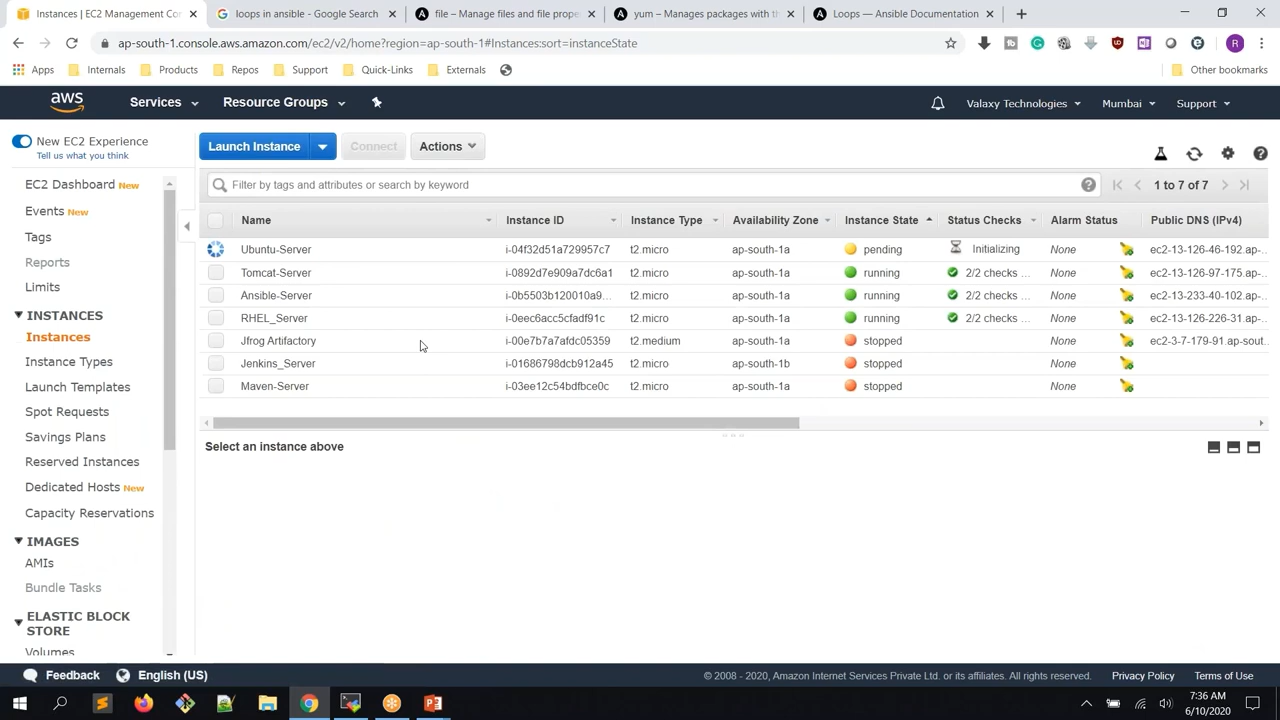 Instances | EC2 Management Con
loops in ansible - Google Search
file – Manage files and file prope
yum – Manages packages with th
Loops — Ansible Documentation
ap-south-1.console.aws.amazon.com/ec2/v2/home?region=ap-south-1#Instances:sort=instanceState
R
Apps
Internals
Products
Repos
Support
Quick-Links
Externals
Other bookmarks
aws
Services
Resource Groups
Valaxy Technologies
Mumbai
Support
New EC2 Experience
Tell us what you think
Launch Instance
Connect
Actions
EC2 Dashboard New
Events New
Tags
Reports
Limits
INSTANCES
Instances
Instance Types
Launch Templates
Spot Requests
Savings Plans
Reserved Instances
Dedicated Hosts New
Capacity Reservations
IMAGES
AMIs
Bundle Tasks
ELASTIC BLOCK
STORE
Volumes
Filter by tags and attributes or search by keyword
1 to 7 of 7
Name Instance ID Instance Type Availability Zone Instance State Status Checks Alarm Status Public DNS (IPv4)
Ubuntu-Server i-04f32d51a729957c7 t2.micro ap-south-1a pending Initializing None ec2-13-126-46-192.ap-...
Tomcat-Server i-0892d7e909a7dc6a1 t2.micro ap-south-1a running 2/2 checks ... None ec2-13-126-97-175.ap-...
Ansible-Server i-0b5503b120010a9... t2.micro ap-south-1a running 2/2 checks ... None ec2-13-233-40-102.ap-...
RHEL_Server i-0eec6acc5fcafdf91c t2.micro ap-south-1a running 2/2 checks ... None ec2-13-126-226-31.ap-...
Jfrog Artifactory i-00e7b7a7afdc05359 t2.medium ap-south-1a stopped None ec2-3-7-179-91.ap-sout...
Jenkins_Server i-01686798dcb912a45 t2.micro ap-south-1b stopped None
Maven-Server i-03ee12c54bdfbce0c t2.micro ap-south-1a stopped None
Select an instance above
Feedback
English (US)
© 2008 - 2020, Amazon Internet Services Private Ltd. or its affiliates. All rights reserved.
Privacy Policy
Terms of Use
7:36 AM
6/10/2020